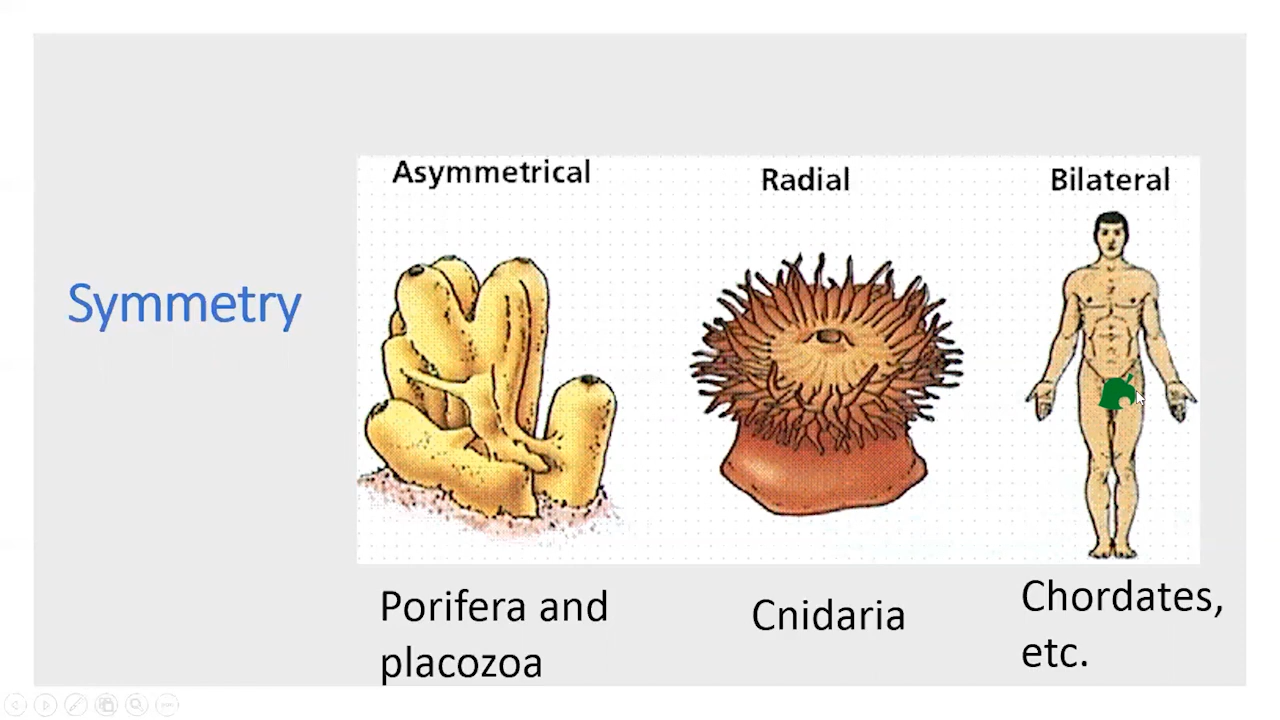 Symmetry
Asymmetrical
Radial
Bilateral
Porifera and
placozoa
Cnidaria
Chordates,
etc.